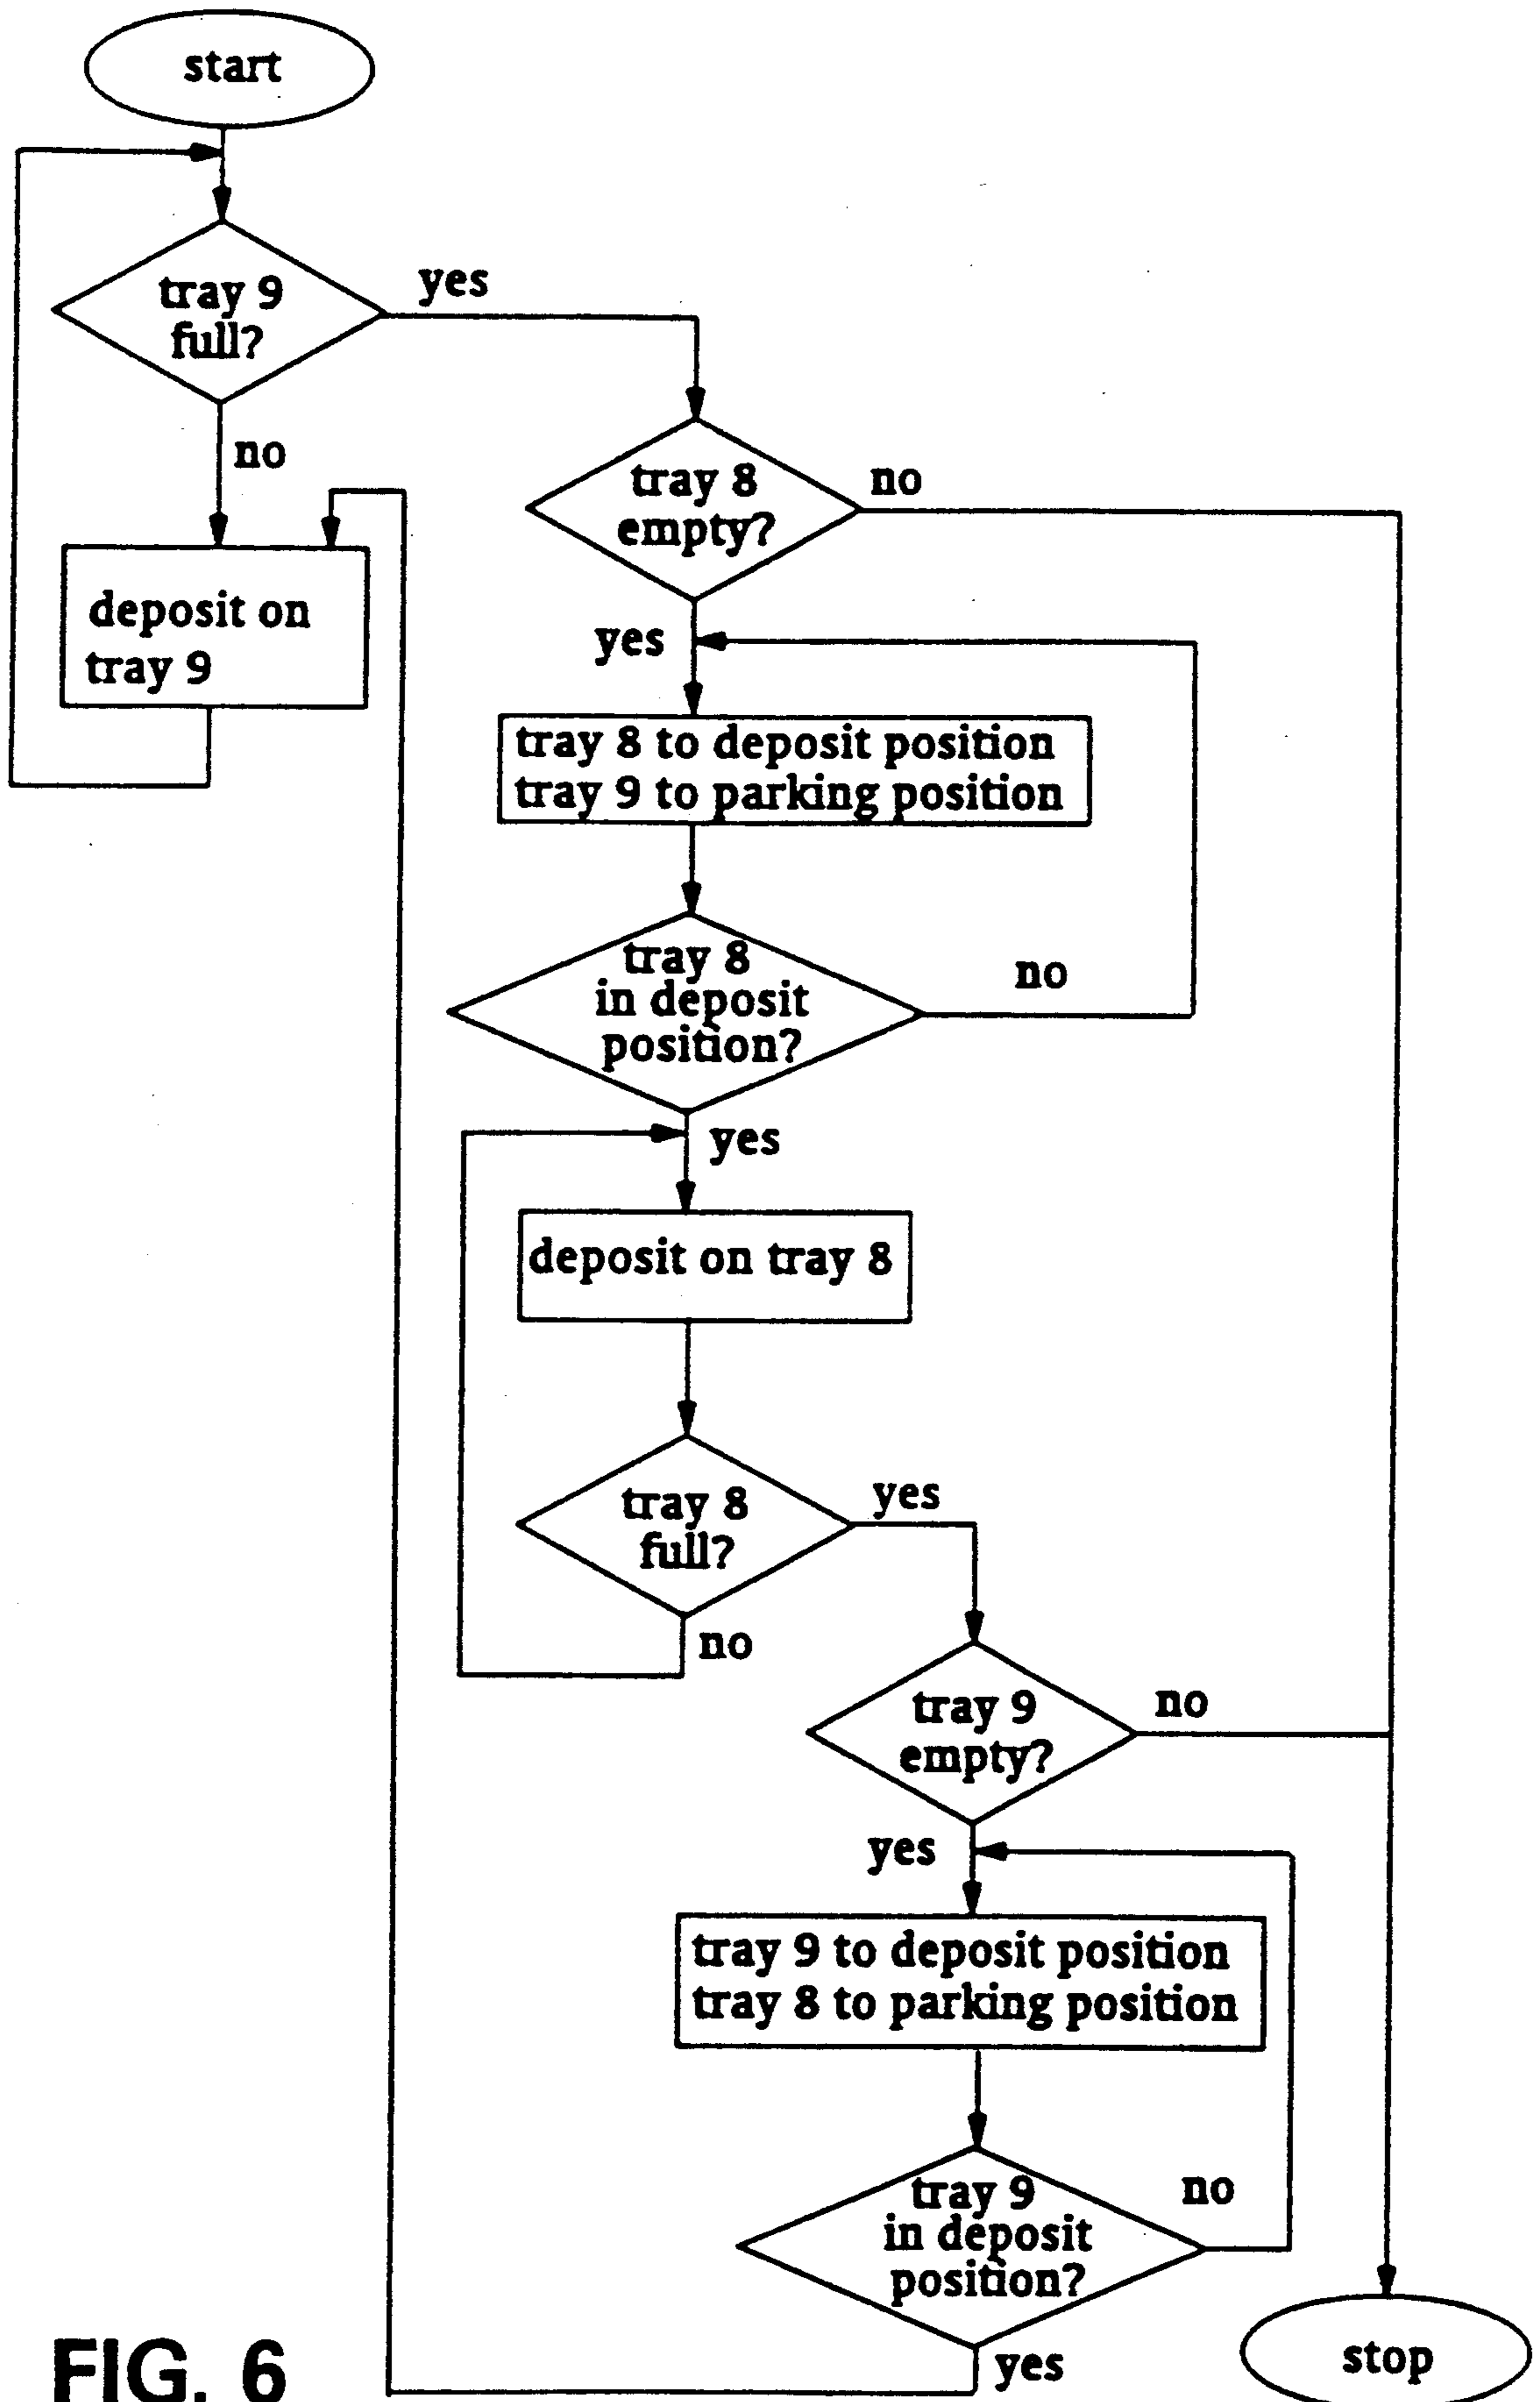 start
tray 9
full?
yes
no
tray 8
empty?
no
deposit on
tray 9
yes
tray 8 to deposit position
tray 9 to parking position
tray 8
in deposit
position?
no
yes
deposit on tray 8
tray 8
full?
yes
no
tray 9
empty?
no
yes
tray 9 to deposit position
tray 8 to parking position
tray 9
in deposit
position?
no
yes
stop
FIG. 6